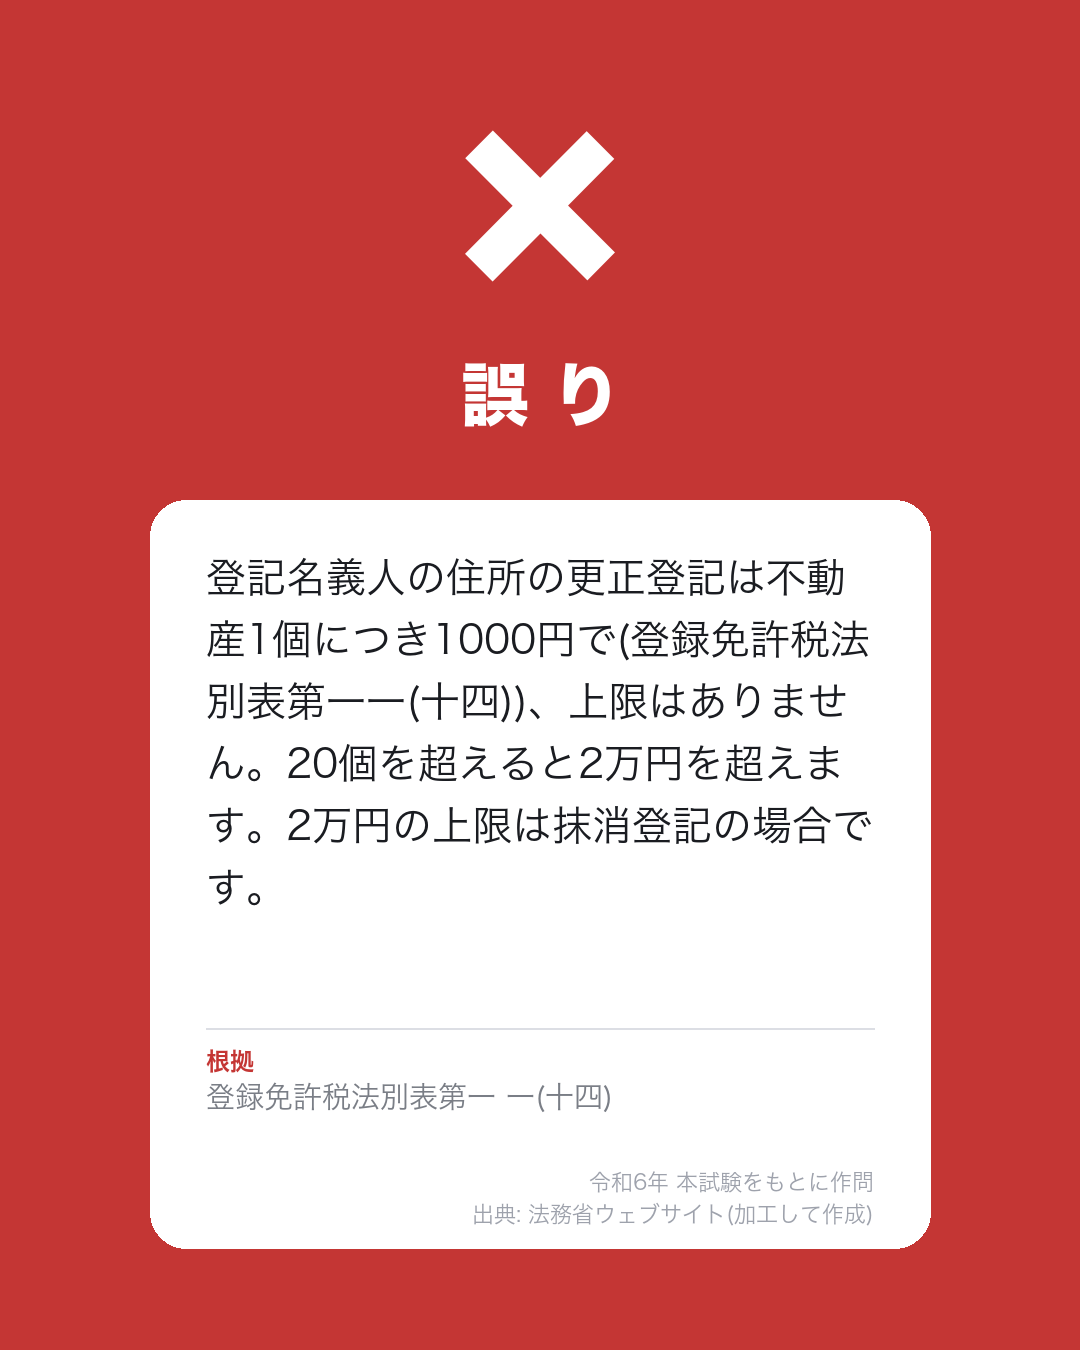 誤り
登記名義人の住所の更正登記は不動
産1個につき1000円で(登録免許税法
別表第一一(十四))、上限はありませ
ん。20個を超えると2万円を超えま
す。2万円の上限は抹消登記の場合で
す。
根拠
登録免許税法別表第一 一(十四)
令和6年 本試験をもとに作問
出典: 法務省ウェブサイト(加工して作成)